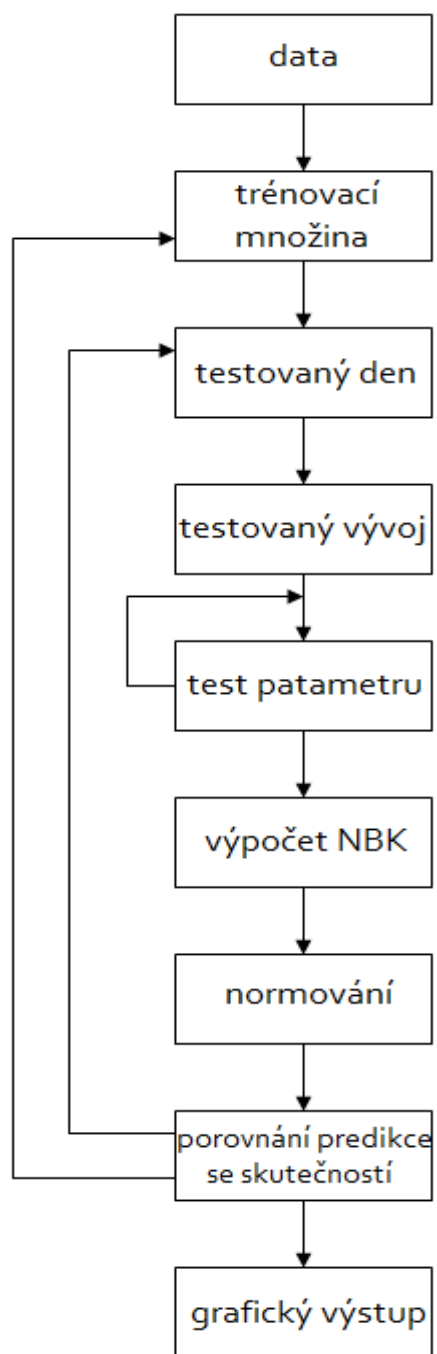 data
trénovací
množina
testovaný den
testovaný vývoj
test patametru
výpočet NBK
normování
porovnání predikce
se skutečností
grafický výstup